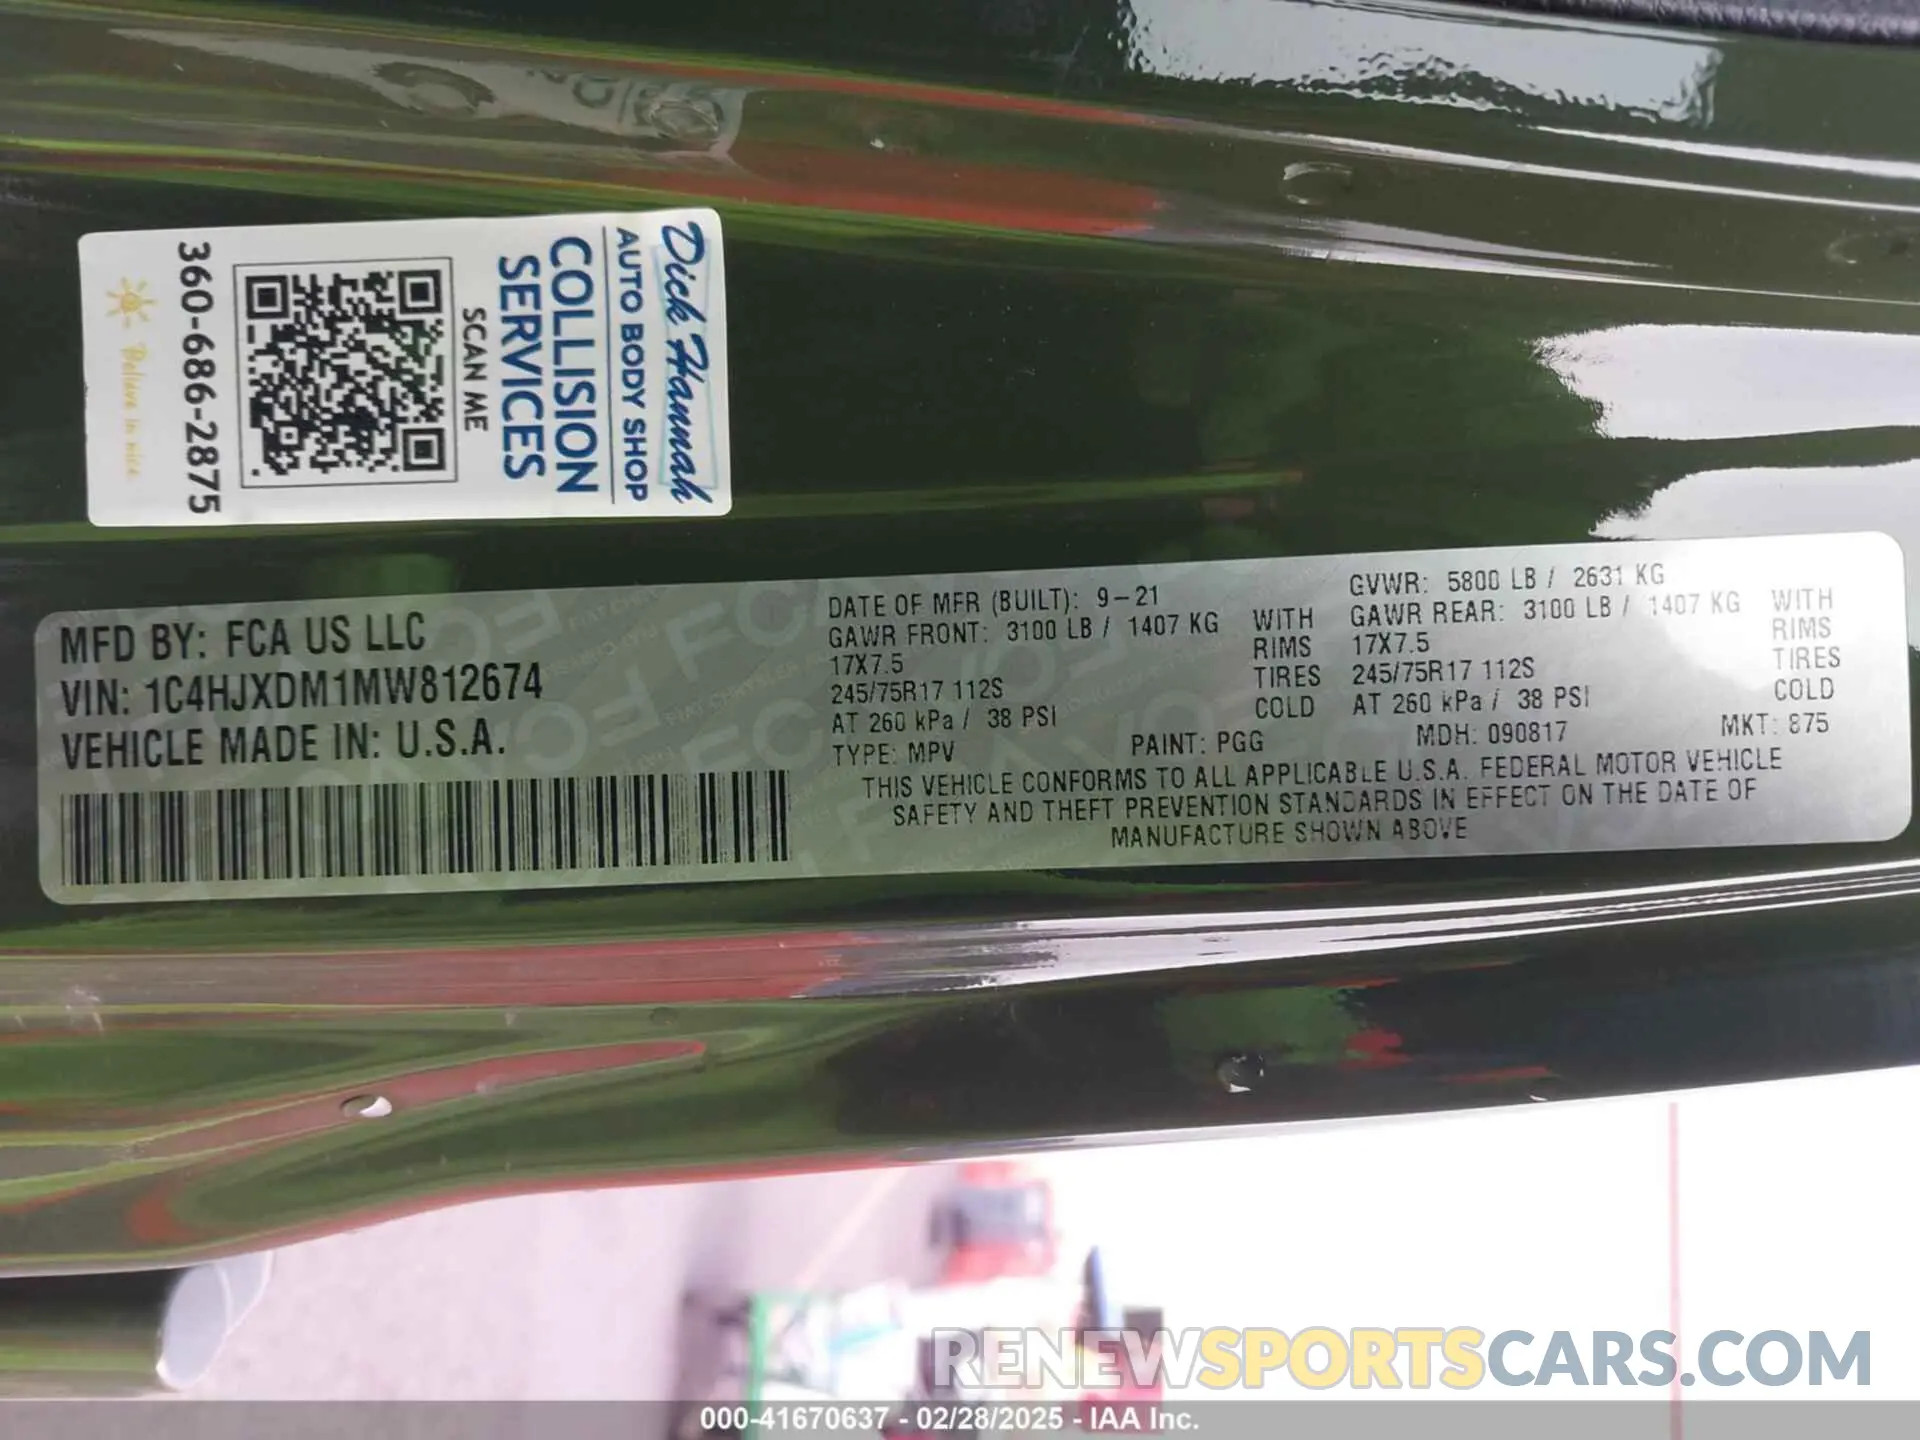 Dick Hannah
AUTO BODY SHOP
COLLISION
SERVICES
SCAN ME
360-686-2875
Believe in nice.
MFD BY: FCA US LLC
VIN: 1C4HJXDM1MW812674
VEHICLE MADE IN: U.S.A.
DATE OF MFR (BUILT): 9-21
GVWR: 5800 LB / 2631 KG
GAWR FRONT: 3100 LB / 1407 KG WITH
17X7.5 RIMS
245/75R17 112S TIRES
AT 260 kPa / 38 PSI COLD
GAWR REAR: 3100 LB / 1407 KG WITH
17X7.5 RIMS
245/75R17 112S TIRES
AT 260 kPa / 38 PSI COLD
TYPE: MPV PAINT: PGG MDH: 090817 MKT: 875
THIS VEHICLE CONFORMS TO ALL APPLICABLE U.S.A. FEDERAL MOTOR VEHICLE
SAFETY AND THEFT PREVENTION STANDARDS IN EFFECT ON THE DATE OF
MANUFACTURE SHOWN ABOVE
RENEWSPORTSCARS.COM
000-41670637 - 02/28/2025 - IAA Inc.